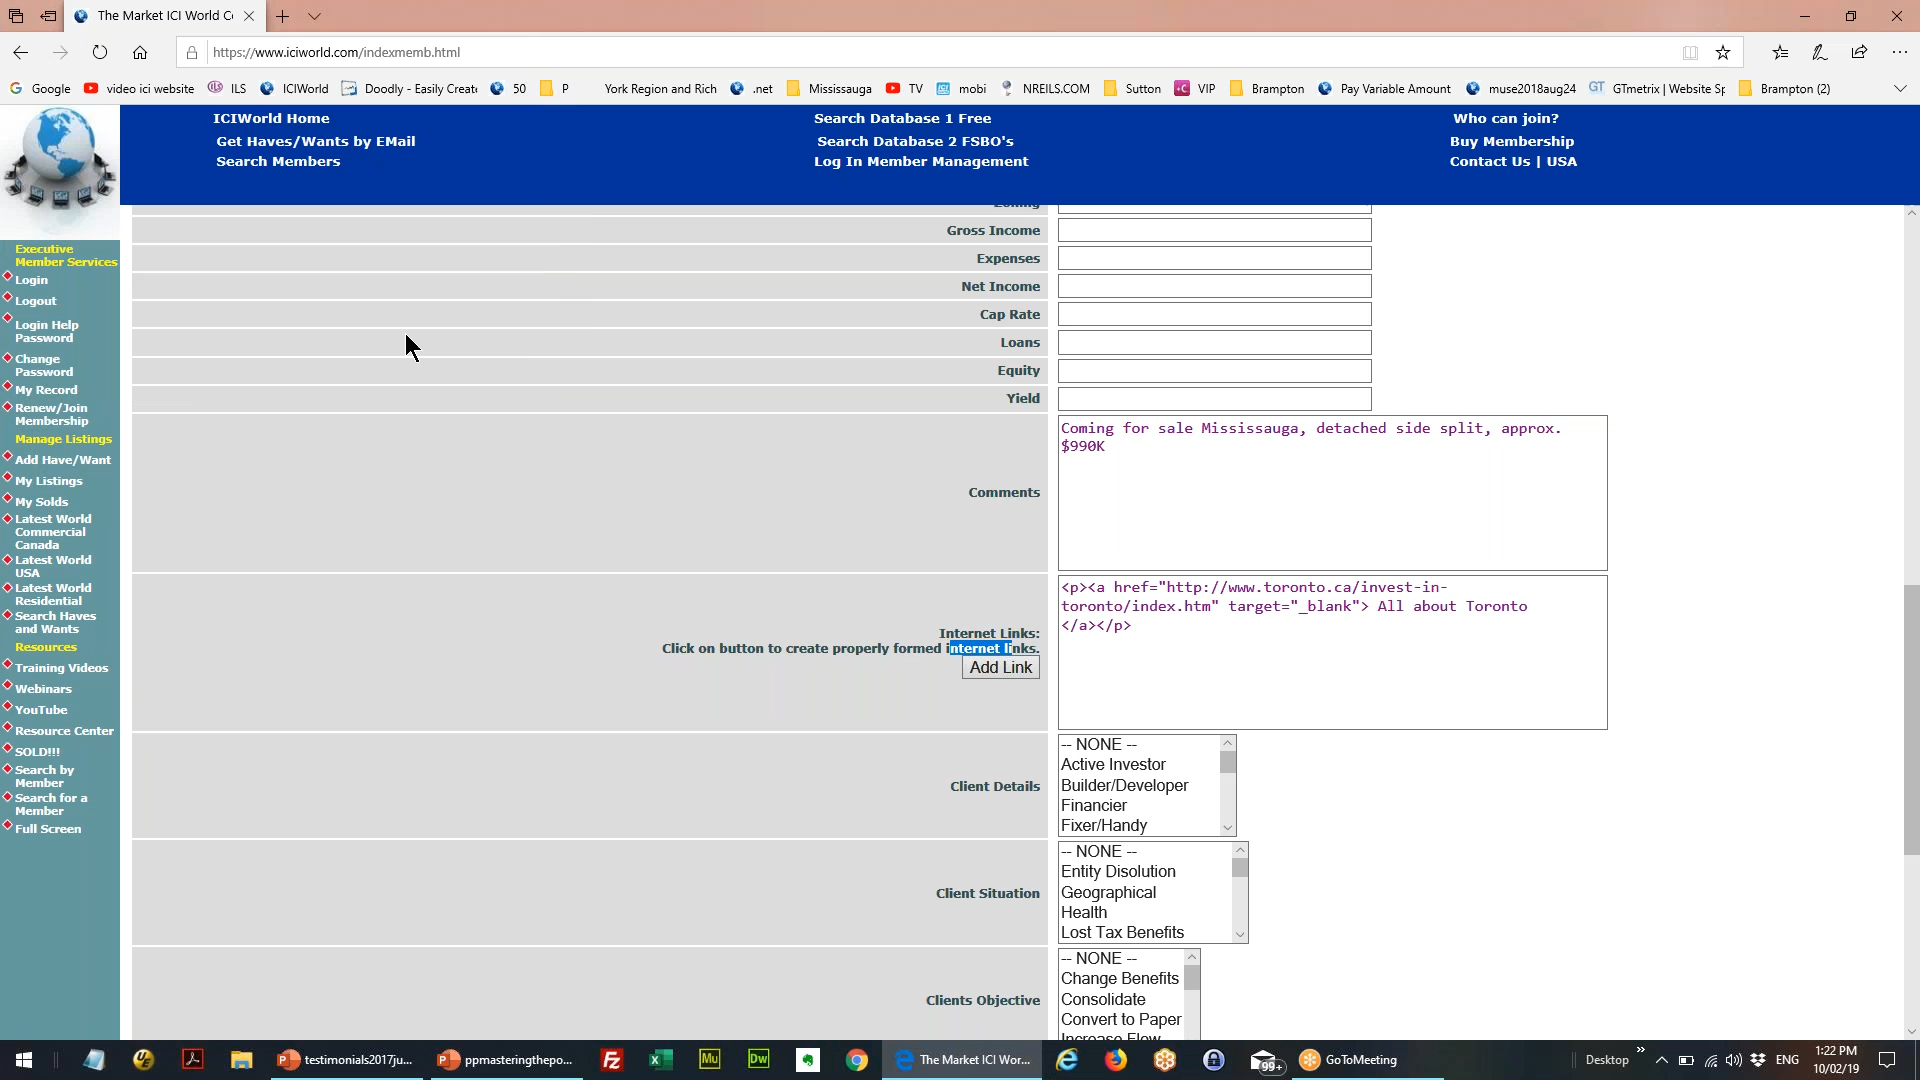 The Market ICI World Co
https://www.iciworld.com/indexmemb.html
Google
video ici website
ILS
ICIWorld
Doodly - Easily Create
50
P
York Region and Rich
.net
Mississauga
TV
mobi
NREILS.COM
Sutton
+C VIP
Brampton
Pay Variable Amount
muse2018aug24
GT GTmetrix | Website Sp
Brampton (2)
ICIWorld Home
Search Database 1 Free
Who can join?
Get Haves/Wants by EMail
Search Database 2 FSBO's
Buy Membership
Search Members
Log In Member Management
Contact Us | USA
Executive
Member Services
Login
Logout
Login Help
Password
Change
Password
My Record
Renew/Join
Membership
Manage Listings
Add Have/Want
My Listings
My Solds
Latest World
Commercial
Canada
Latest World
USA
Latest World
Residential
Search Haves
and Wants
Resources
Training Videos
Webinars
YouTube
Resource Center
SOLD!!!
Search by
Member
Search for a
Member
Full Screen
Zoning
Gross Income
Expenses
Net Income
Cap Rate
Loans
Equity
Yield
Comments
Coming for sale Mississauga, detached side split, approx.
$990K
Internet Links:
Click on button to create properly formed internet links.
Add Link
<p><a href="http://www.toronto.ca/invest-in-
toronto/index.htm" target="_blank"> All about Toronto
</a></p>
Client Details
-- NONE --
Active Investor
Builder/Developer
Financier
Fixer/Handy
Client Situation
-- NONE --
Entity Disolution
Geographical
Health
Lost Tax Benefits
Clients Objective
-- NONE --
Change Benefits
Consolidate
Convert to Paper
Increase Flow
testimonials2017ju...
ppmasteringthepo...
Mu
Dw
The Market ICI Wor...
99+
GoToMeeting
Desktop
ENG
1:22 PM
10/02/19